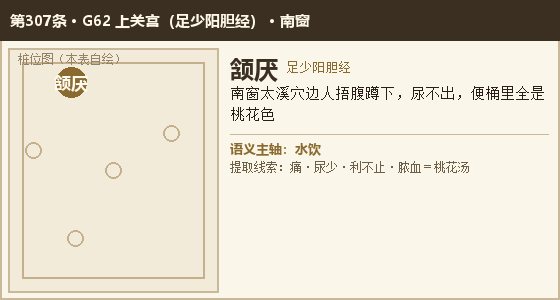 第307条·G62 上关宫（足少阳胆经）·南窗
桩位图（本表自绘）
颔厌
颔厌 足少阳胆经
南窗太溪穴边人捂腹蹲下，尿不出，便桶里全是
桃花色
语义主轴：水饮
提取线索：痛·尿少·利不止·脓血＝桃花汤